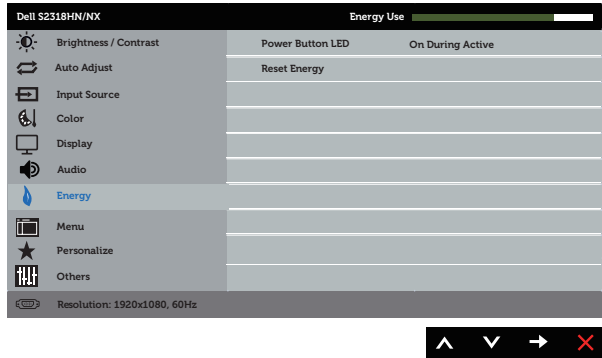 Dell S2318HN/NX Energy Use
Brightness / Contrast Power Button LED On During Active
Auto Adjust Reset Energy
Input Source
Color
Display
Audio
Energy
Menu
Personalize
Others
Resolution: 1920x1080, 60Hz